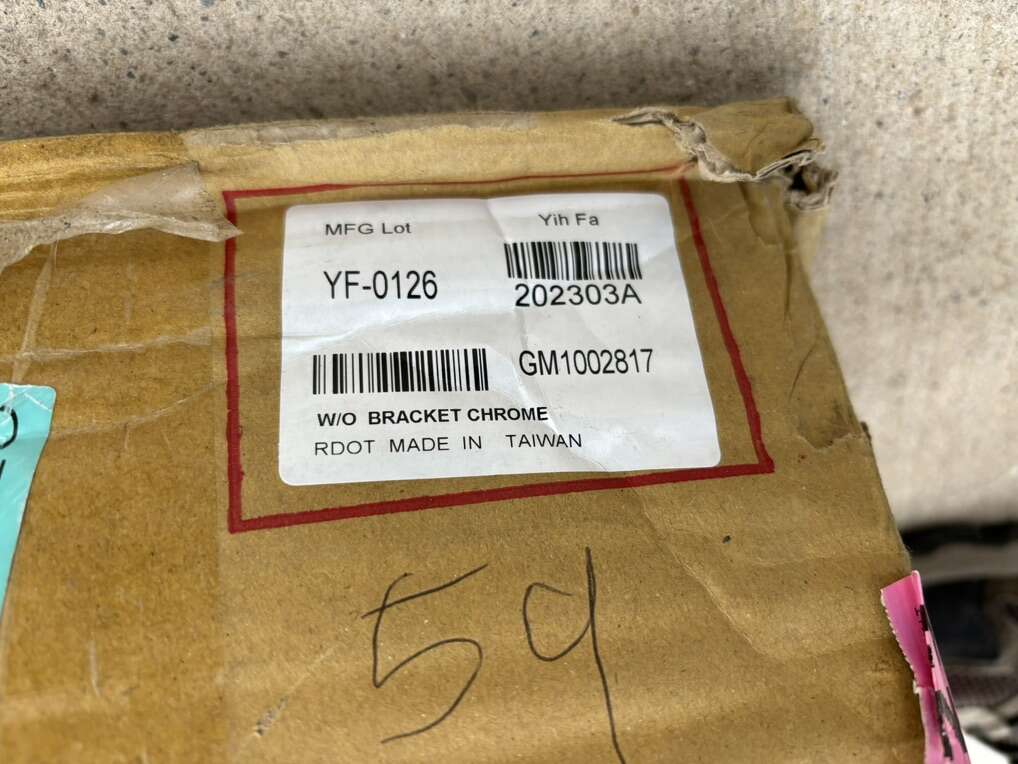 MFG Lot Yih Fa
YF-0126 202303A
GM1002817
W/O BRACKET CHROME
RDOT MADE IN TAIWAN
59